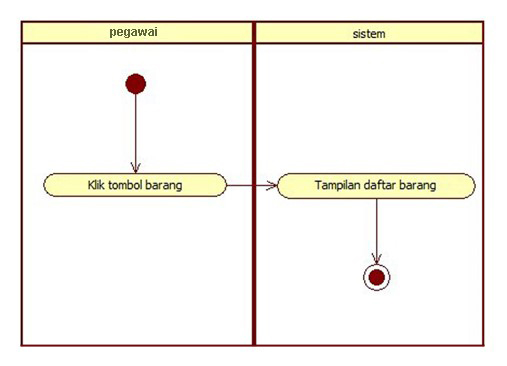 pegawai
sistem
Klik tombol barang
Tampilan daftar barang